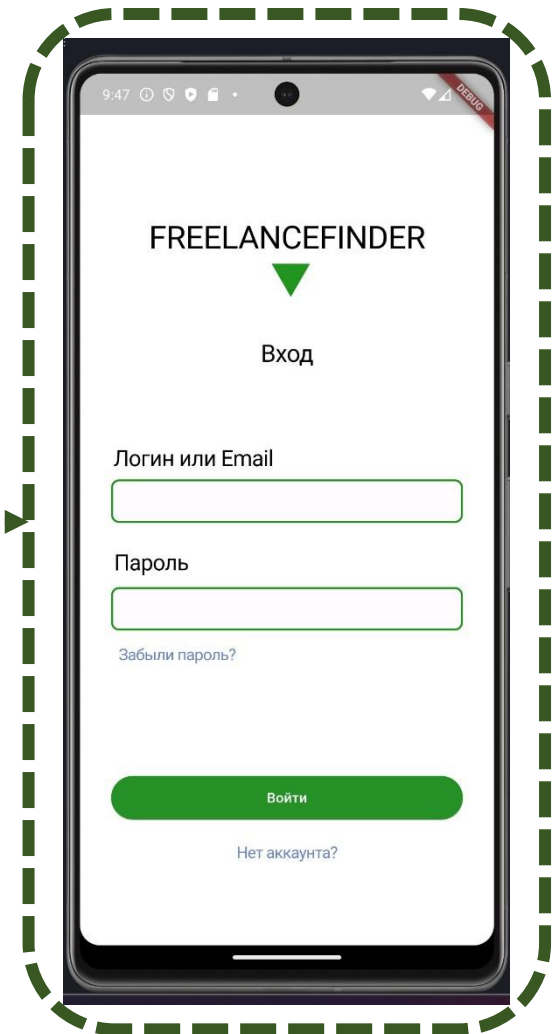 9:47
DEBUG
FREELANCEFINDER
Вход
Логин или Email
Пароль
Забыли пароль?
Войти
Нет аккаунта?